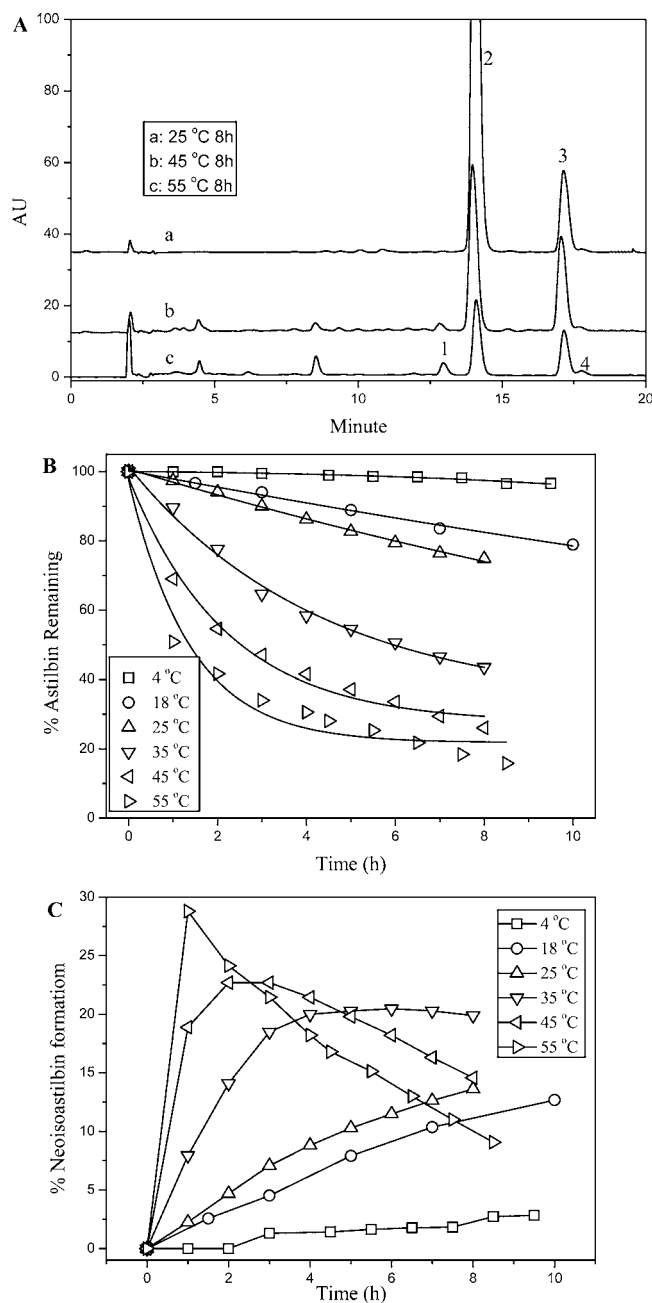 A
100
80
60
40
20
0
AU
a: 25 °C 8h
b: 45 °C 8h
c: 55 °C 8h
2
3
a
b
1
c
4
0
5
10
15
20
Minute
B
100
80
60
40
20
0
% Astilbin Remaining
4 °C
18 °C
25 °C
35 °C
45 °C
55 °C
0
2
4
6
8
10
Time (h)
C
30
25
20
15
10
5
0
% Neoisoastilbin formatiom
4 °C
18 °C
25 °C
35 °C
45 °C
55 °C
0
2
4
6
8
10
Time (h)